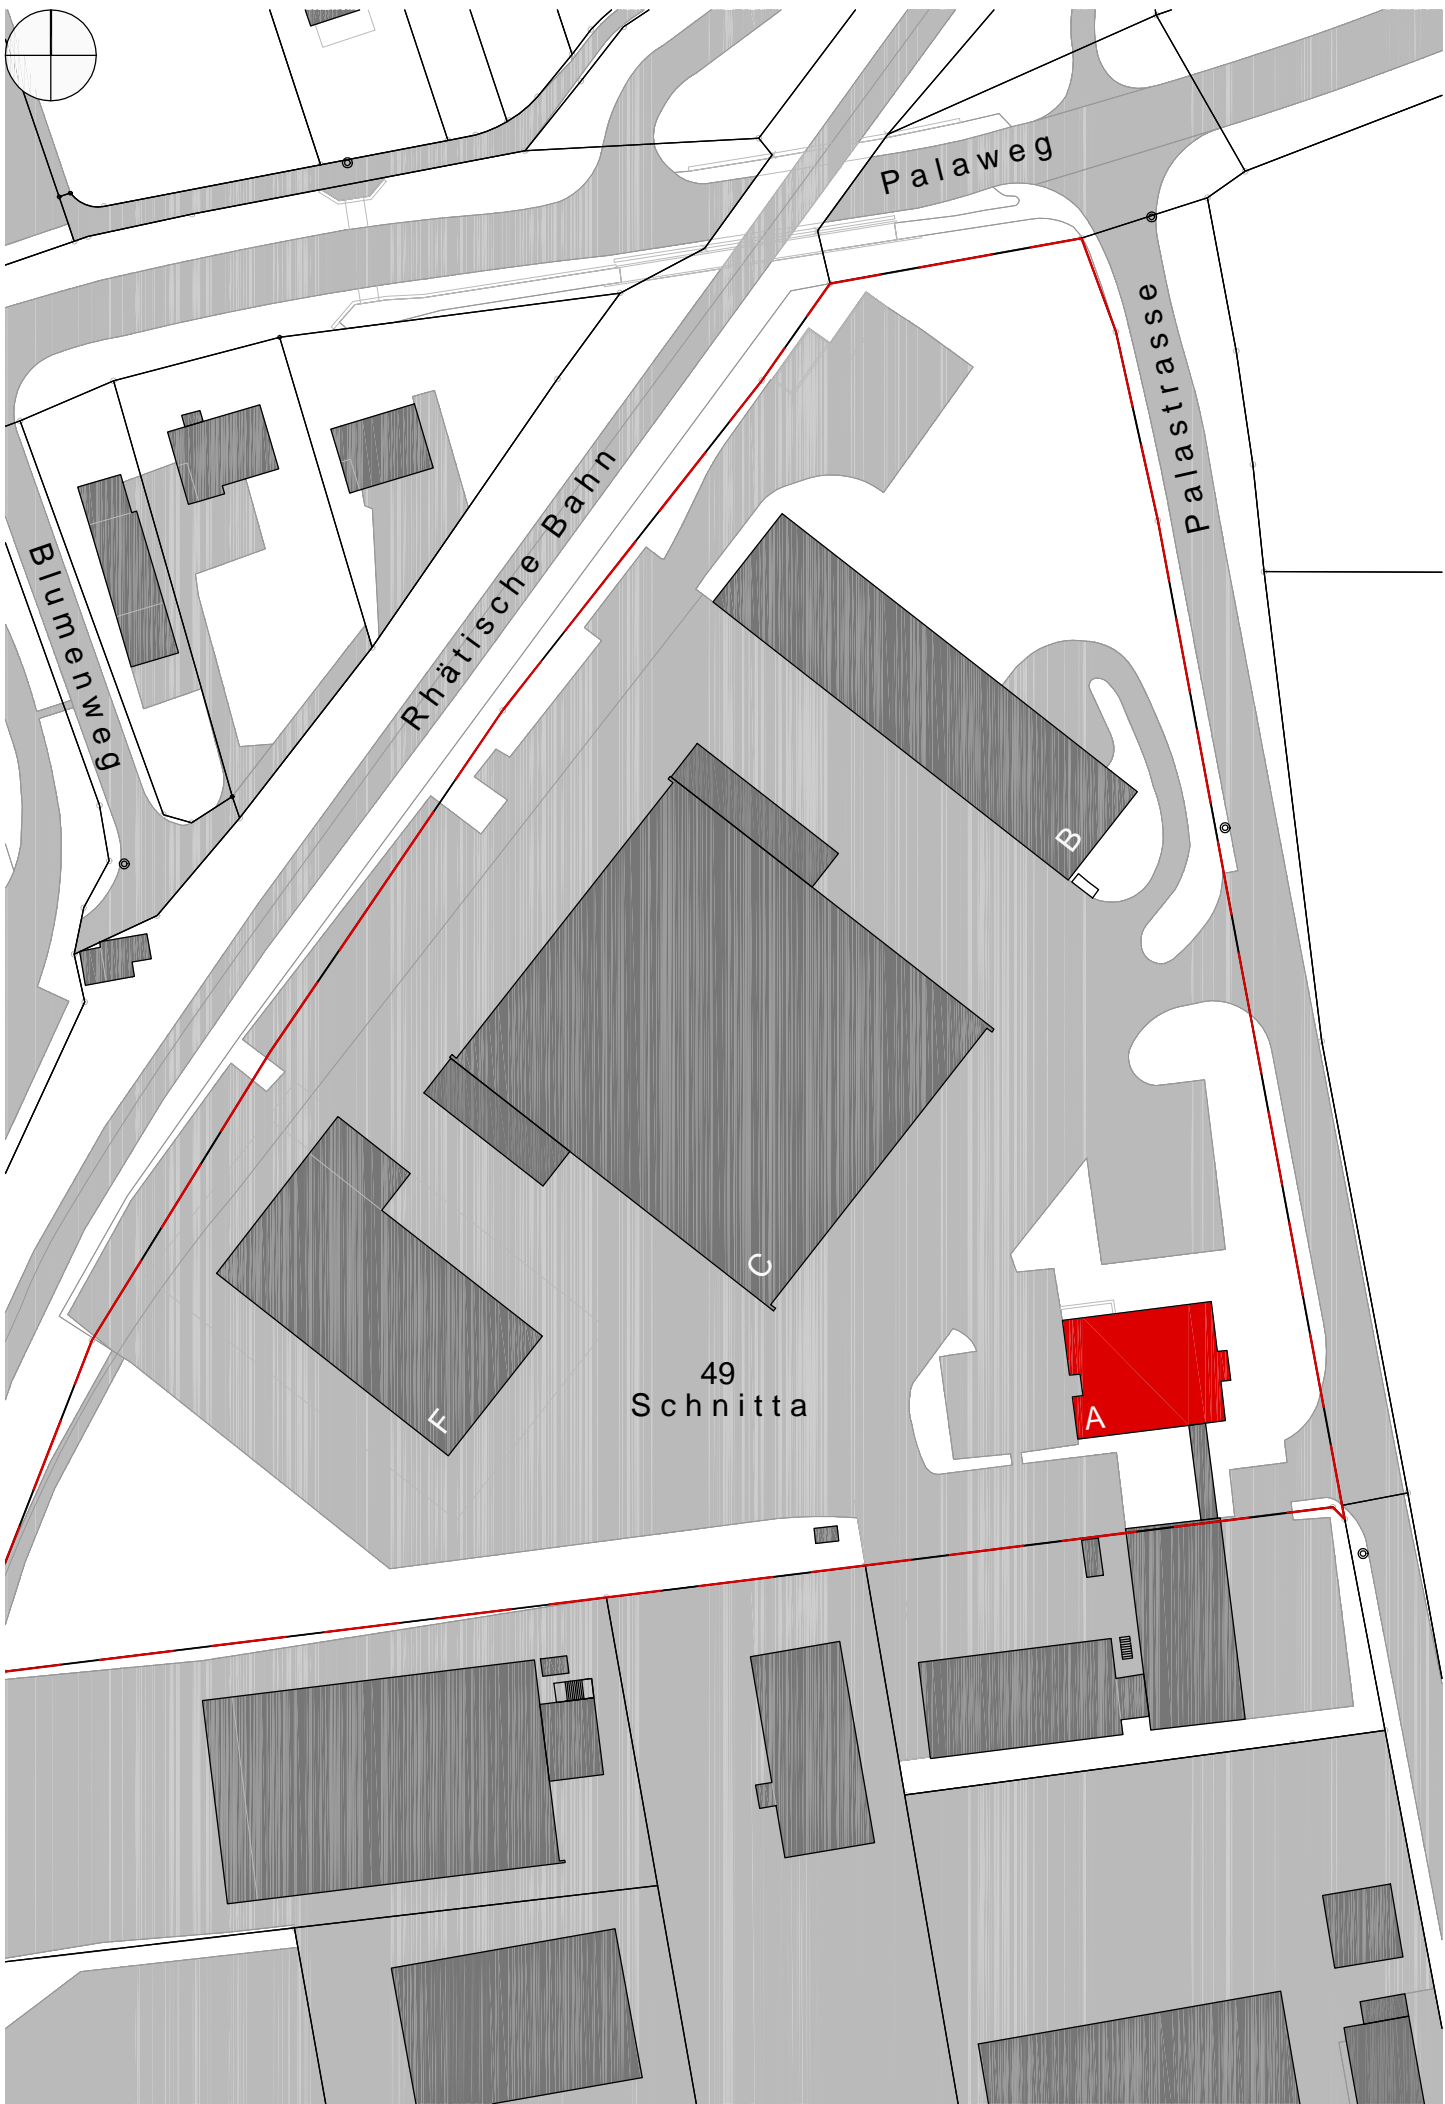 Palaweg
Palastrasse
Rhätische Bahn
Blumenweg
B
C
F
49
Schnitta
A